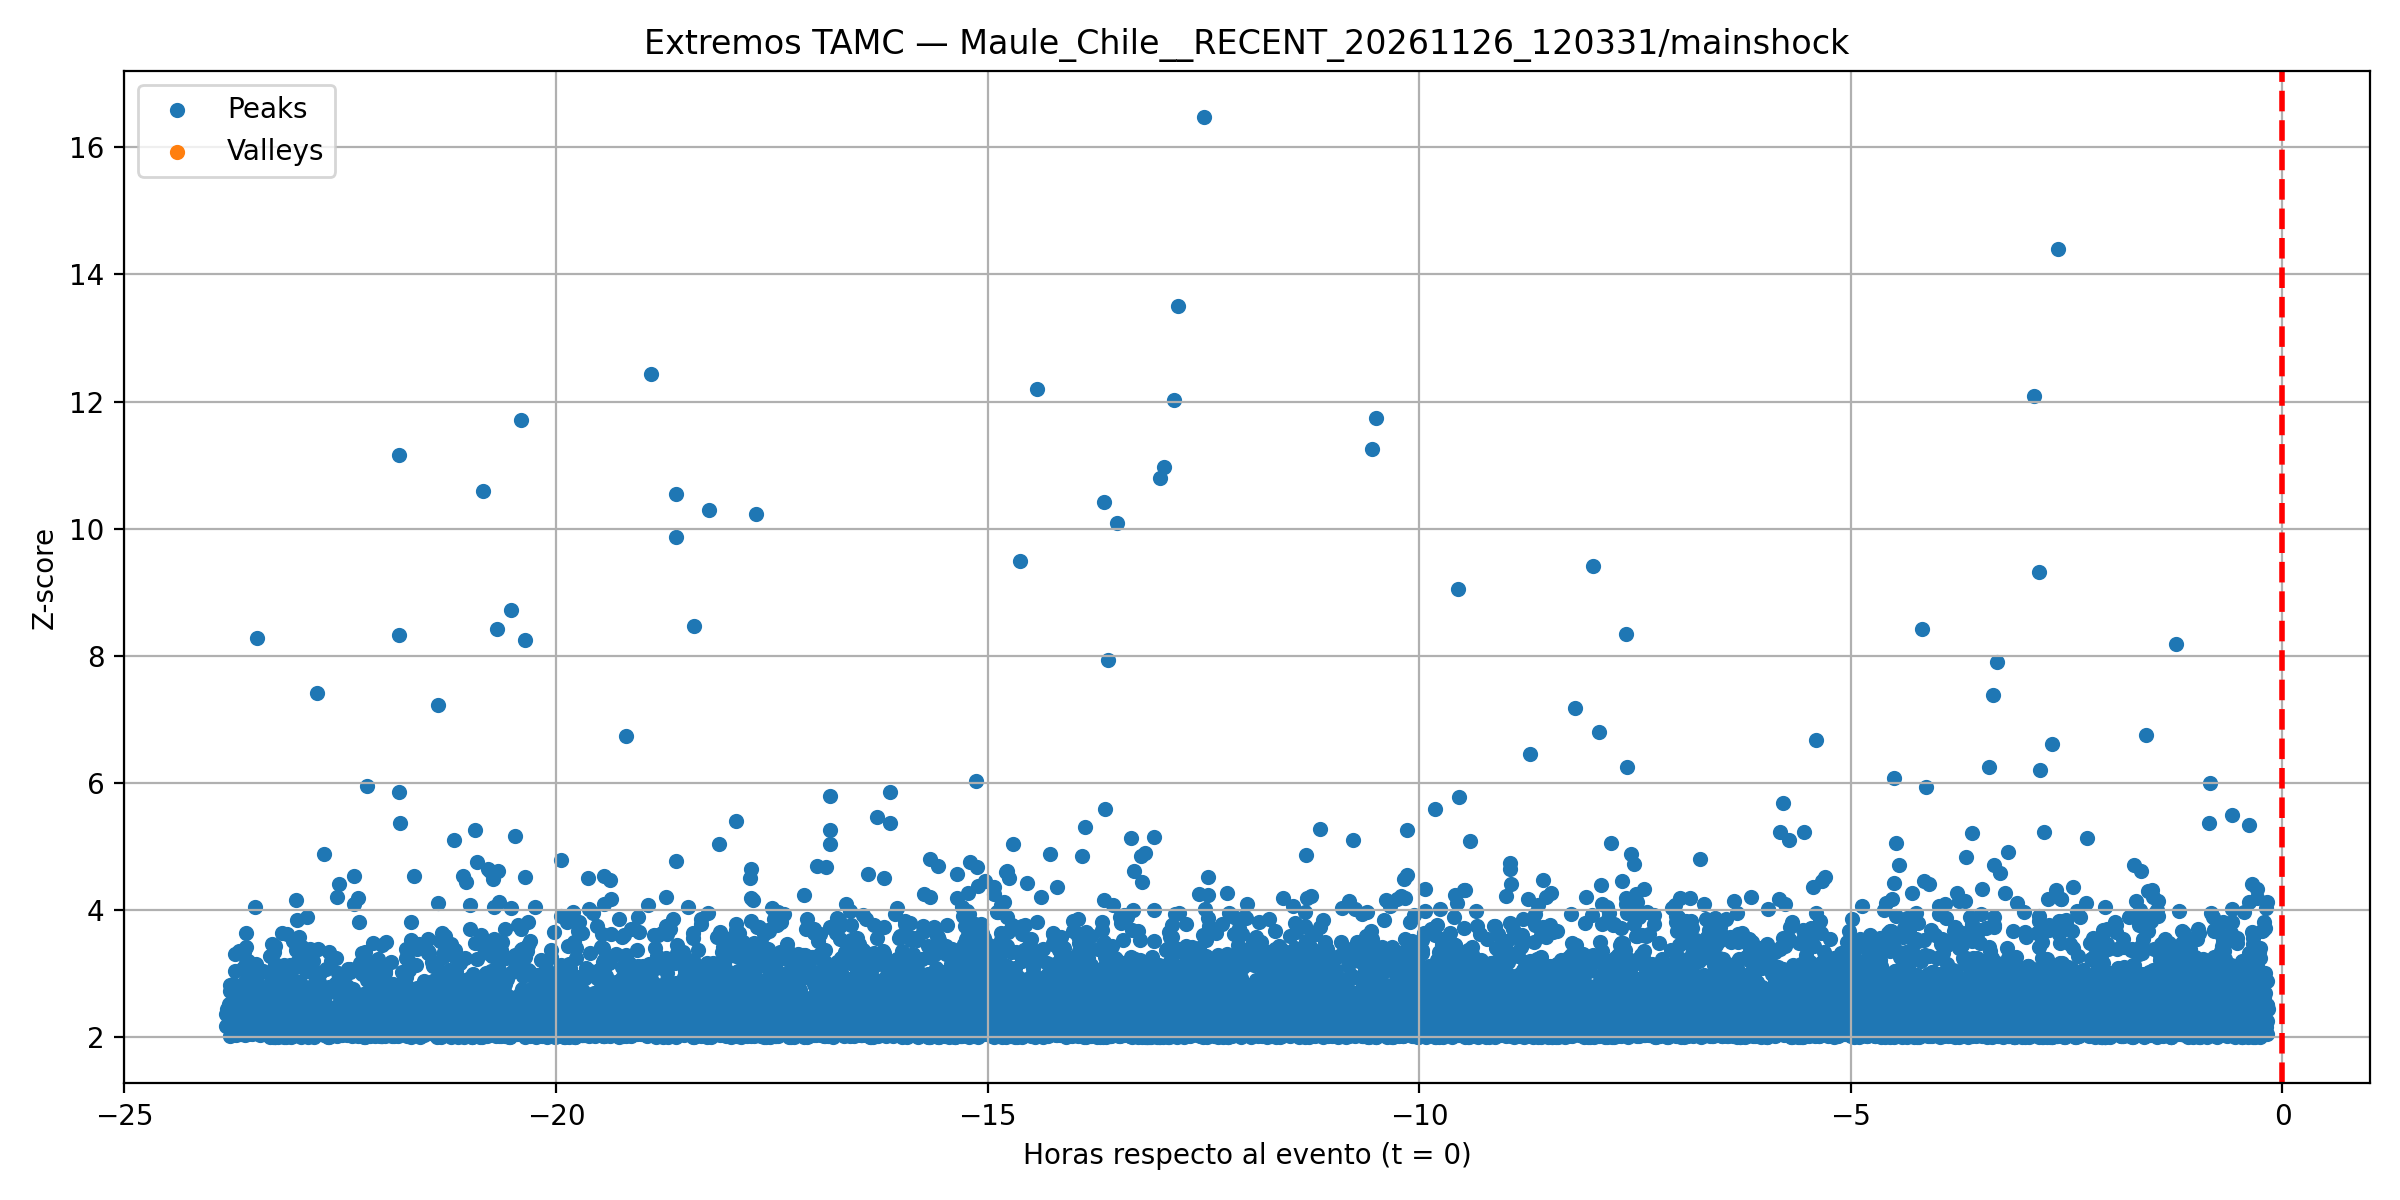 Extremos TAMC — Maule_Chile__RECENT_20261126_120331/mainshock
Peaks
Valleys
16
14
12
10
8
6
4
2
Z-score
−25
−20
−15
−10
−5
0
Horas respecto al evento (t = 0)